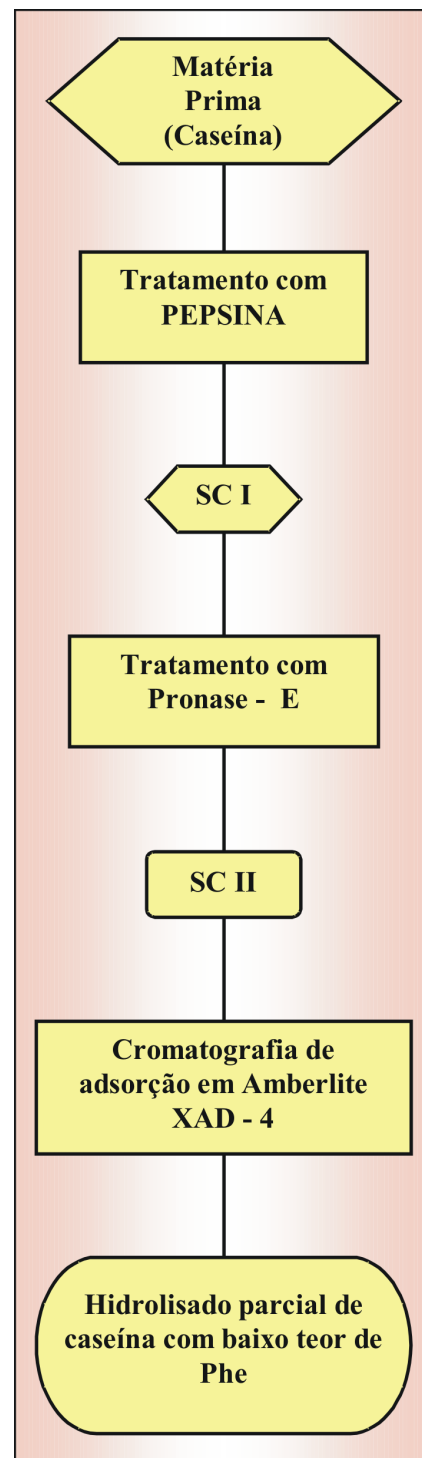 Matéria
Prima
(Caseína)
Tratamento com
PEPSINA
SC I
Tratamento com
Pronase - E
SC II
Cromatografia de
adsorção em Amberlite
XAD - 4
Hidrolisado parcial de
caseína com baixo teor de
Phe